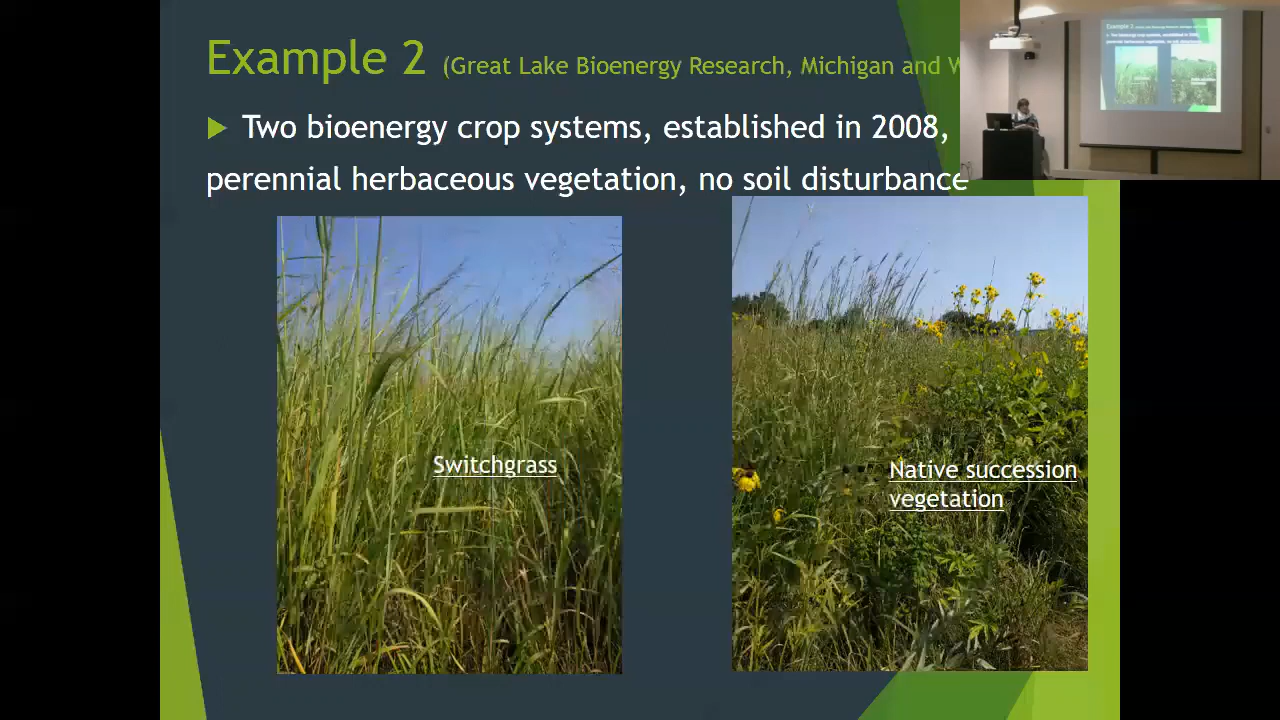 Example 2 (Great Lake Bioenergy Research, Michigan and
Two bioenergy crop systems, established in 2008,
perennial herbaceous vegetation, no soil disturbance
Switchgrass
Native succession
vegetation